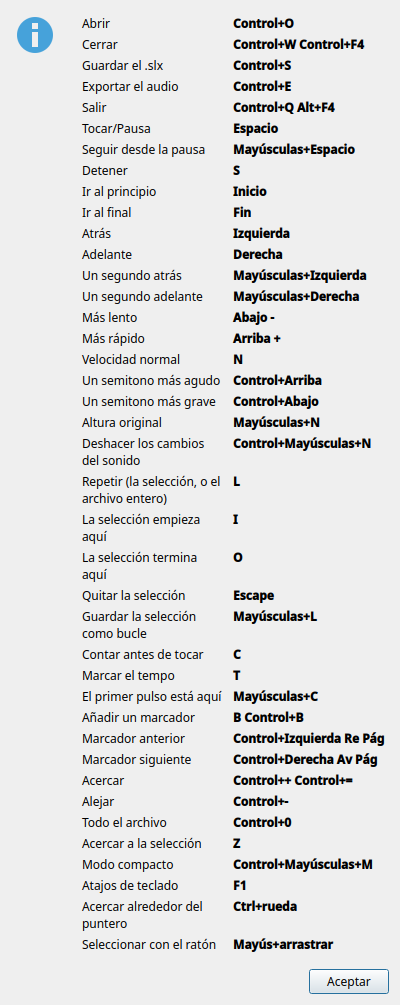 Abrir Control+O
Cerrar Control+W Control+F4
Guardar el .slx Control+S
Exportar el audio Control+E
Salir Control+Q Alt+F4
Tocar/Pausa Espacio
Seguir desde la pausa Mayúsculas+Espacio
Detener S
Ir al principio Inicio
Ir al final Fin
Atrás Izquierda
Adelante Derecha
Un segundo atrás Mayúsculas+Izquierda
Un segundo adelante Mayúsculas+Derecha
Más lento Abajo -
Más rápido Arriba +
Velocidad normal N
Un semitono más agudo Control+Arriba
Un semitono más grave Control+Abajo
Altura original Mayúsculas+N
Deshacer los cambios Control+Mayúsculas+N
del sonido
Repetir (la selección, o el L
archivo entero)
La selección empieza I
aquí
La selección termina O
aquí
Quitar la selección Escape
Guardar la selección Mayúsculas+L
como bucle
Contar antes de tocar C
Marcar el tempo T
El primer pulso está aquí Mayúsculas+C
Añadir un marcador B Control+B
Marcador anterior Control+Izquierda Re Pág
Marcador siguiente Control+Derecha Av Pág
Acercar Control++ Control+=
Alejar Control+-
Todo el archivo Control+0
Acercar a la selección Z
Modo compacto Control+Mayúsculas+M
Atajos de teclado F1
Acercar alrededor del Ctrl+rueda
puntero
Seleccionar con el ratón Mayús+arrastrar
Aceptar